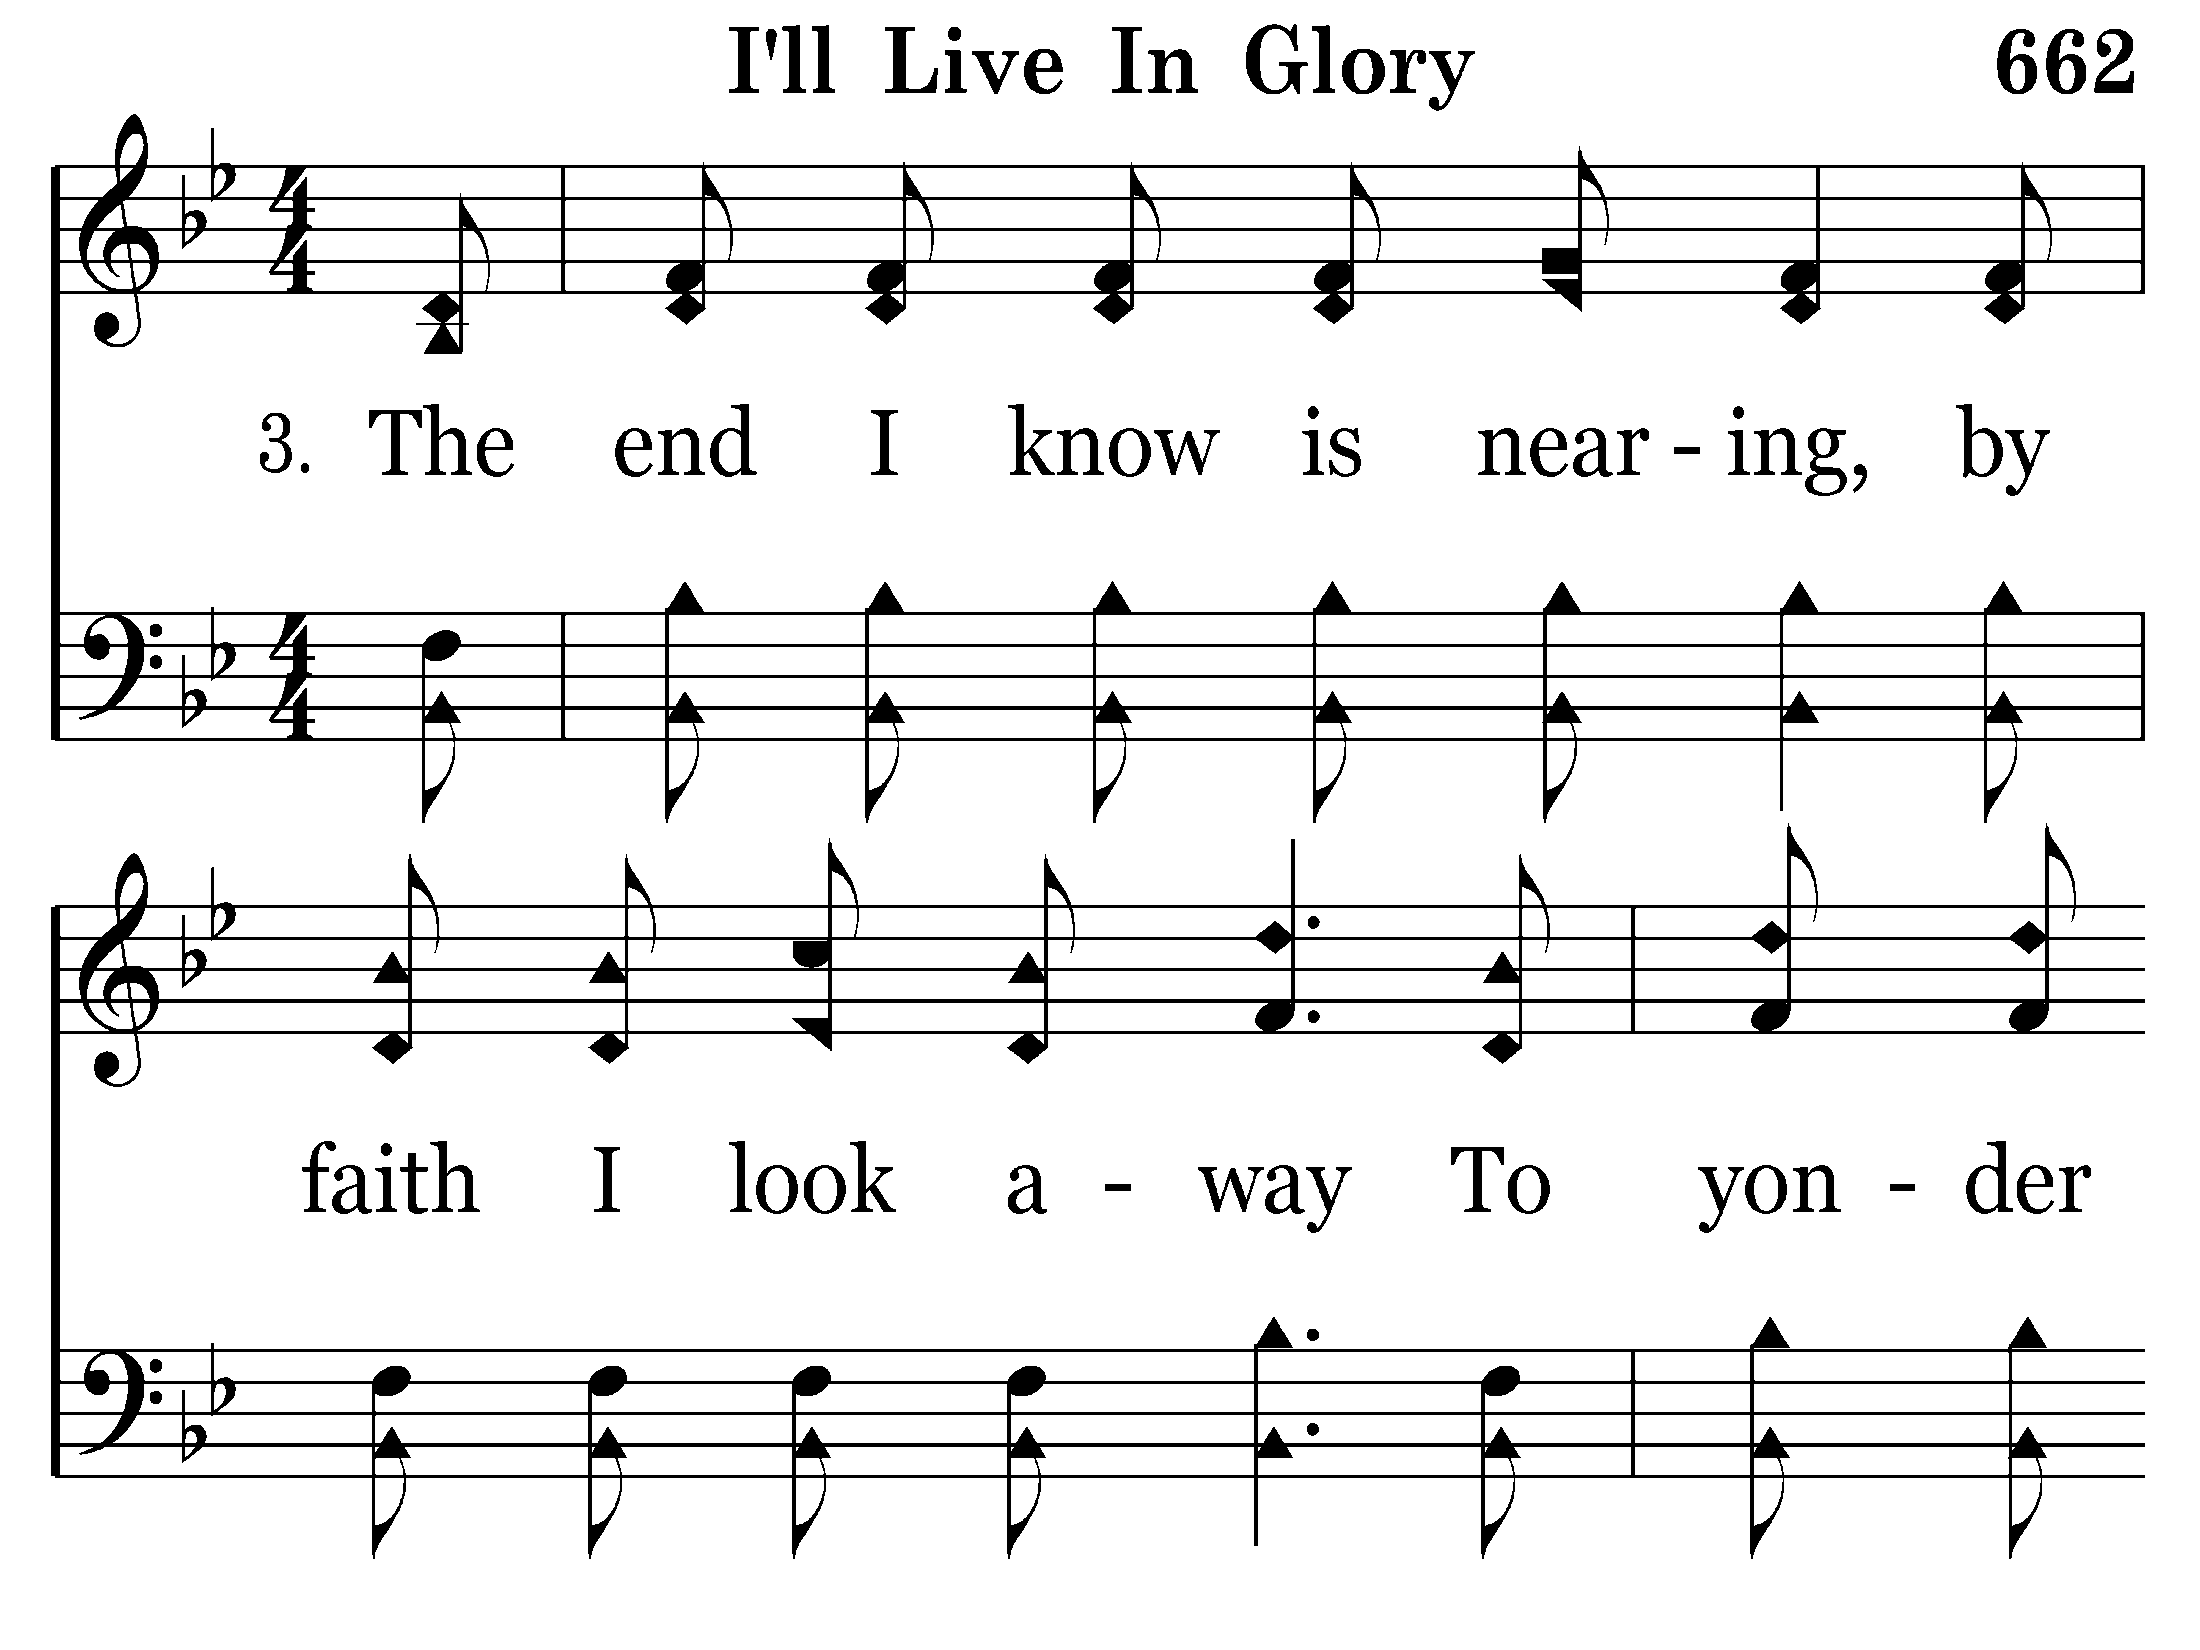 I'll Live In Glory 662
3. The end I know is near - ing, by
faith I look a - way To yon - der